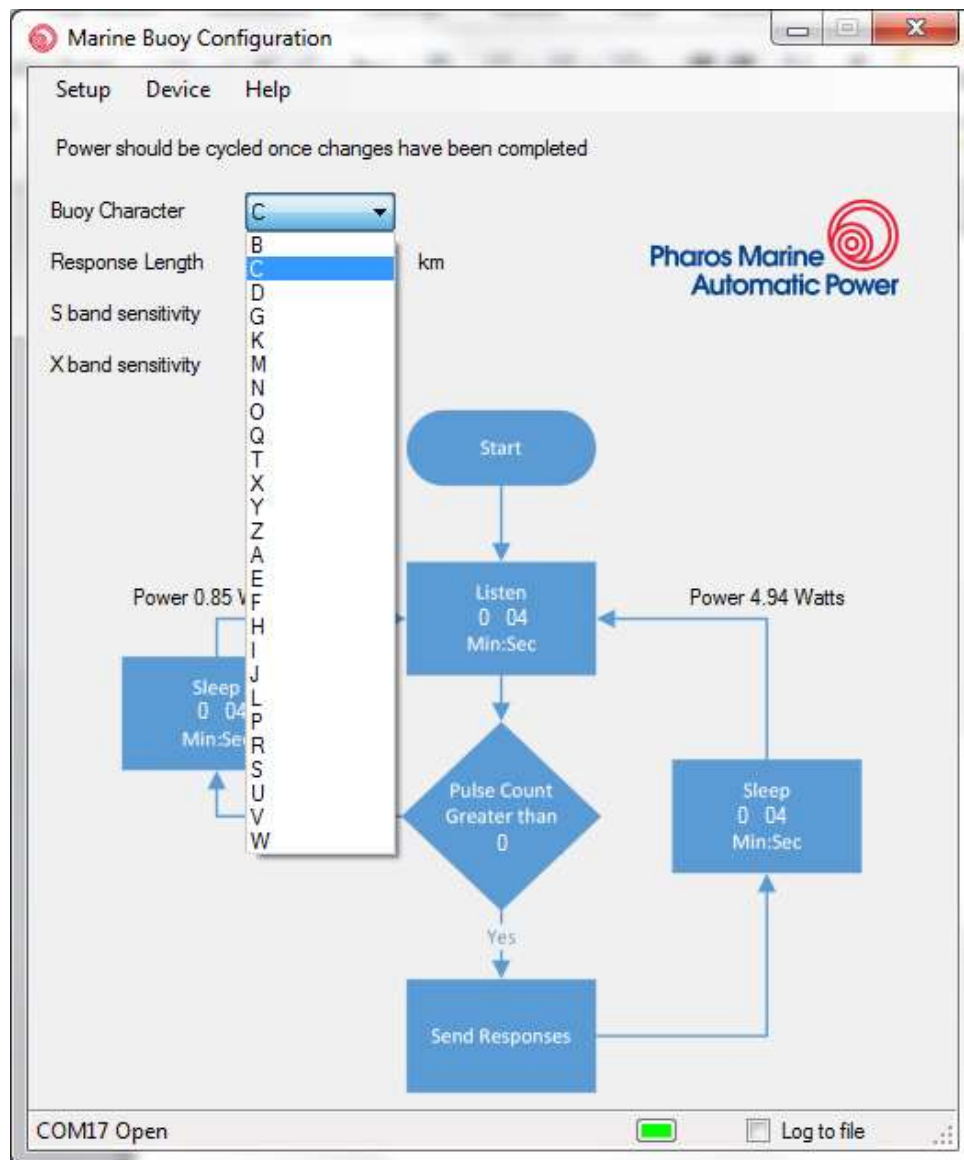 Marine Buoy Configuration
Setup Device Help
Power should be cycled once changes have been completed
Buoy Character
C
Response Length
km
S band sensitivity
X band sensitivity
B
C
D
G
K
M
N
O
Q
T
X
Y
Z
A
E
F
H
I
J
L
P
R
S
U
V
W
Pharos Marine
Automatic Power
Start
Power 0.85
Listen
0 04
Min:Sec
Power 4.94 Watts
Sleep
0 04
Min:Sec
Pulse Count
Greater than
0
Sleep
0 04
Min:Sec
Yes
Send Responses
COM17 Open
Log to file